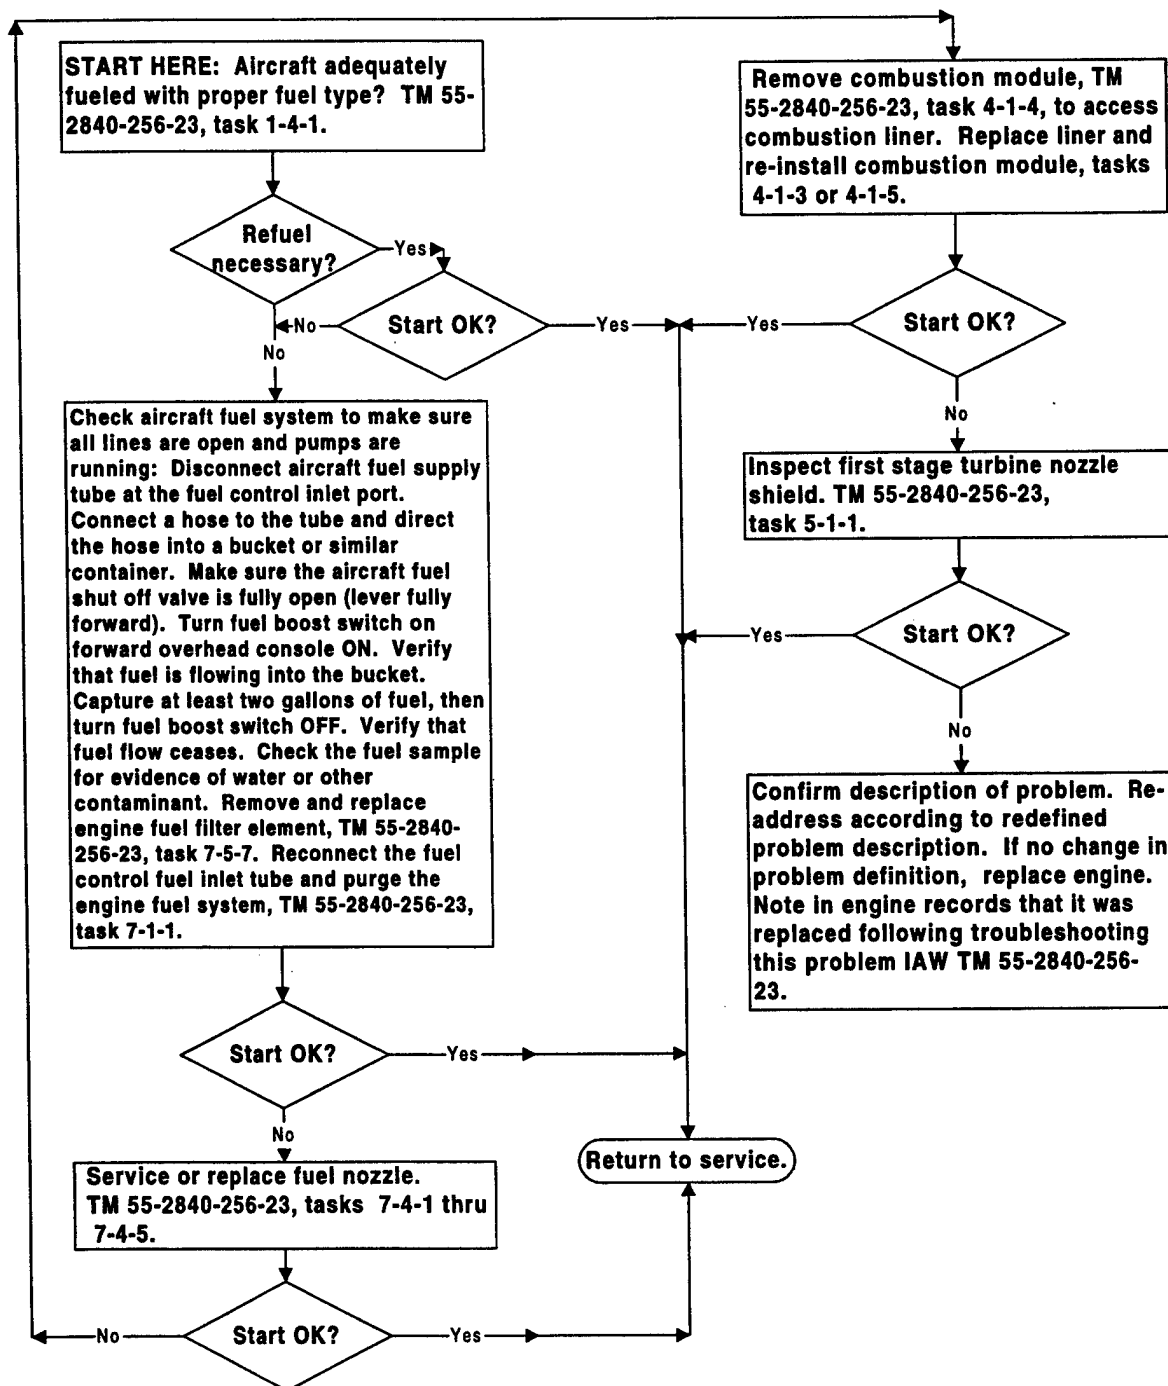 START HERE: Aircraft adequately
fueled with proper fuel type? TM 55-
2840-256-23, task 1-4-1.
Refuel
necessary?
Yes
Start OK?
No
Yes
No
Check aircraft fuel system to make sure
all lines are open and pumps are
running: Disconnect aircraft fuel supply
tube at the fuel control inlet port.
Connect a hose to the tube and direct
the hose into a bucket or similar
container. Make sure the aircraft fuel
shut off valve is fully open (lever fully
forward). Turn fuel boost switch on
forward overhead console ON. Verify
that fuel is flowing into the bucket.
Capture at least two gallons of fuel, then
turn fuel boost switch OFF. Verify that
fuel flow ceases. Check the fuel sample
for evidence of water or other
contaminant. Remove and replace
engine fuel filter element, TM 55-2840-
256-23, task 7-5-7. Reconnect the fuel
control fuel inlet tube and purge the
engine fuel system, TM 55-2840-256-23,
task 7-1-1.
Start OK?
Yes
No
Service or replace fuel nozzle.
TM 55-2840-256-23, tasks 7-4-1 thru
7-4-5.
Start OK?
No
Yes
Remove combustion module, TM
55-2840-256-23, task 4-1-4, to access
combustion liner. Replace liner and
re-install combustion module, tasks
4-1-3 or 4-1-5.
Start OK?
Yes
No
Inspect first stage turbine nozzle
shield. TM 55-2840-256-23,
task 5-1-1.
Start OK?
Yes
No
Confirm description of problem. Re-
address according to redefined
problem description. If no change in
problem definition, replace engine.
Note in engine records that it was
replaced following troubleshooting
this problem IAW TM 55-2840-256-
23.
Return to service.